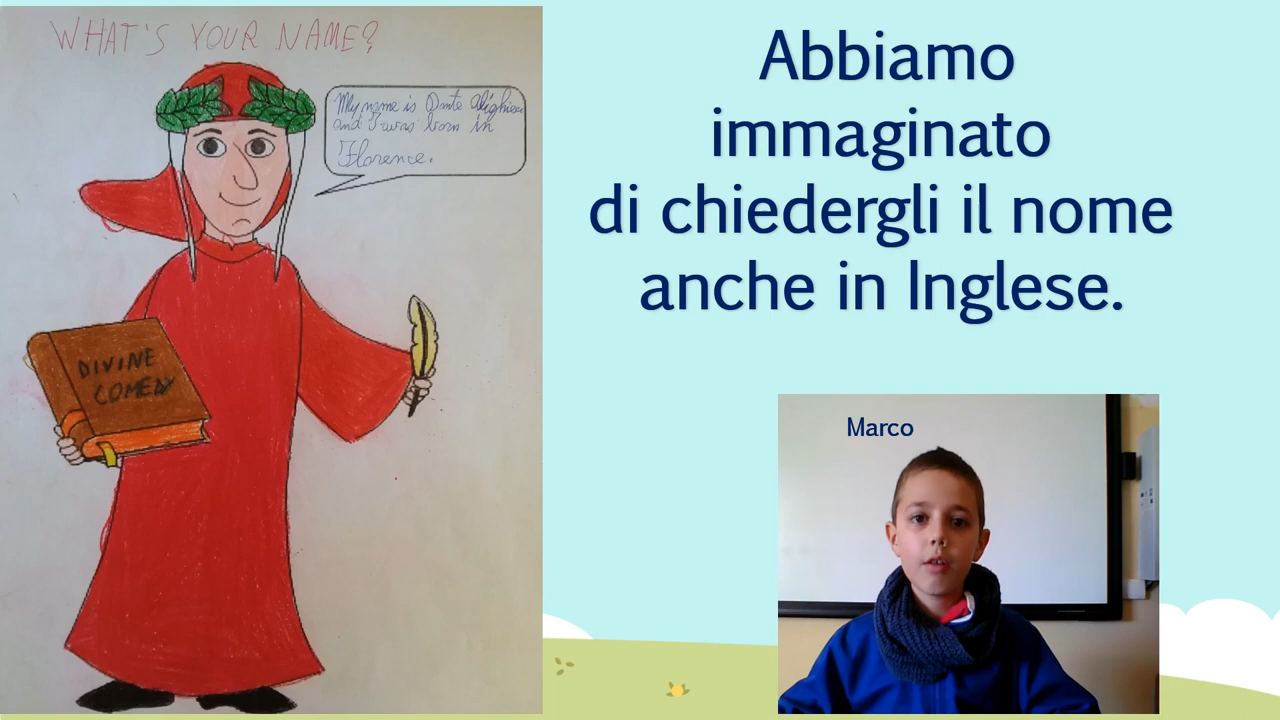 WHAT'S YOUR NAME?
My name is Dante Alighieri
and I was born in
Florence.
DIVINE
COMEDY
Abbiamo
immaginato
di chiedergli il nome
anche in Inglese.
Marco